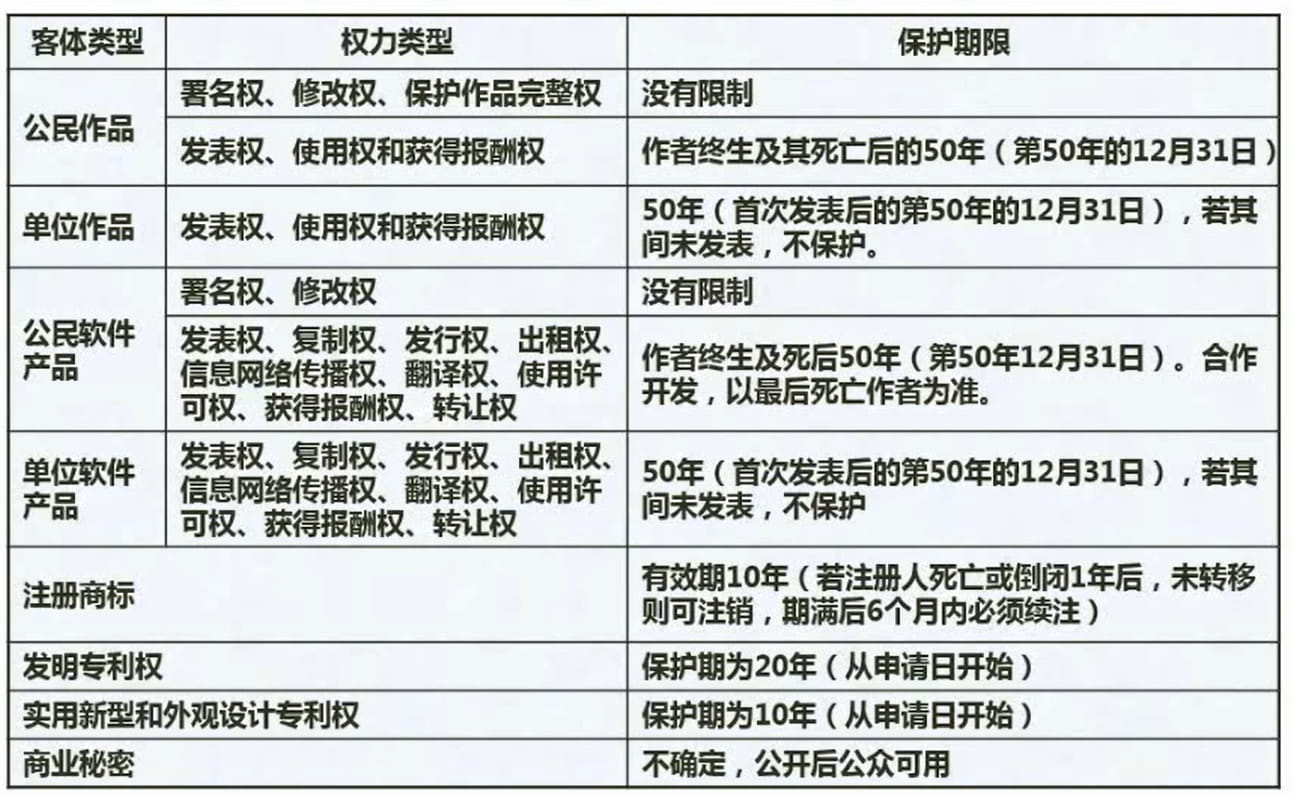 客体类型
权力类型
保护期限
公民作品
署名权、修改权、保护作品完整权
没有限制
发表权、使用权和获得报酬权
作者终生及其死亡后的50年（第50年的12月31日）
单位作品
发表权、使用权和获得报酬权
50年（首次发表后的第50年的12月31日），若其
间未发表，不保护。
公民软件
产品
署名权、修改权
没有限制
发表权、复制权、发行权、出租权、
信息网络传播权、翻译权、使用许
可权、获得报酬权、转让权
作者终生及死后50年（第50年12月31日）。合作
开发，以最后死亡作者为准。
单位软件
产品
发表权、复制权、发行权、出租权、
信息网络传播权、翻译权、使用许
可权、获得报酬权、转让权
50年（首次发表后的第50年的12月31日），若其
间未发表，不保护
注册商标
有效期10年（若注册人死亡或倒闭1年后，未转移
则可注销，期满后6个月内必须续注）
发明专利权
保护期为20年（从申请日开始）
实用新型和外观设计专利权
保护期为10年（从申请日开始）
商业秘密
不确定，公开后公众可用